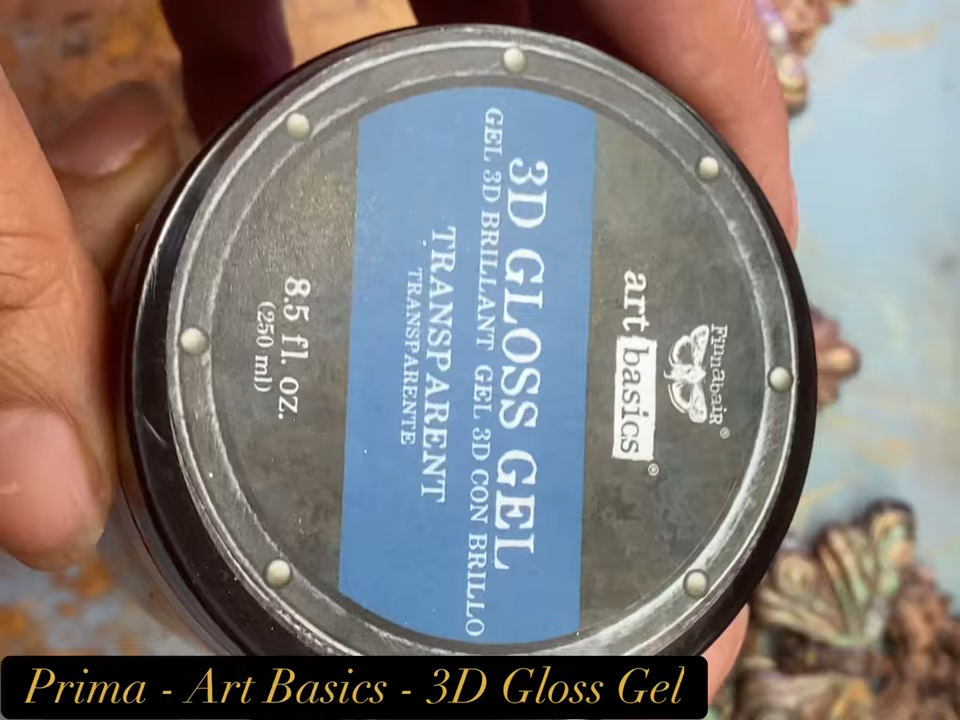 Finnabair®
art basics®
3D GLOSS GEL
GEL 3D BRILLANT GEL 3D CON BRILLO
TRANSPARENT
TRANSPARENTE
8.5 fl. oz.
(250 ml)
Prima - Art Basics - 3D Gloss Gel